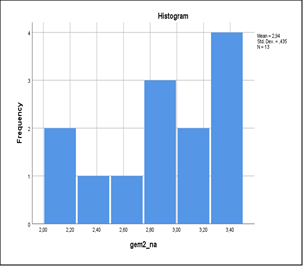 Histogram
Mean = 2,94
Std. Dev. = ,435
N = 13
Frequency
4
3
2
1
0
2,00 2,20 2,40 2,60 2,80 3,00 3,20 3,40
gem2_na